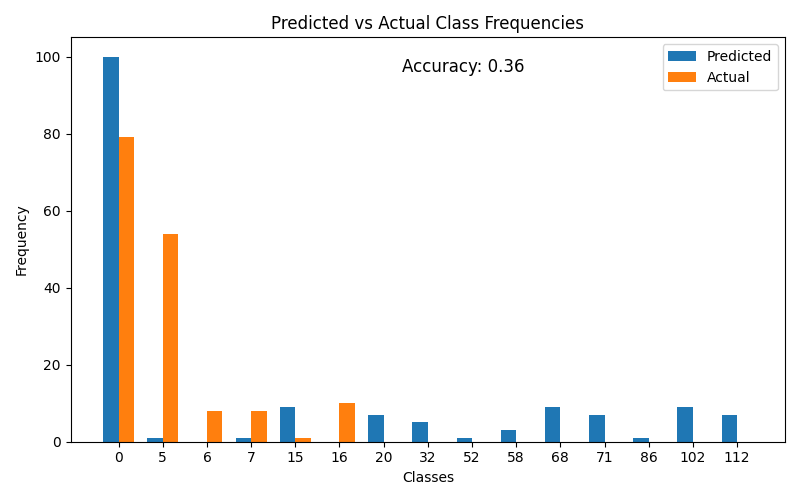 Predicted vs Actual Class Frequencies
100
80
60
40
20
0
Frequency
Accuracy: 0.36
Predicted
Actual
0 5 6 7 15 16 20 32 52 58 68 71 86 102 112
Classes